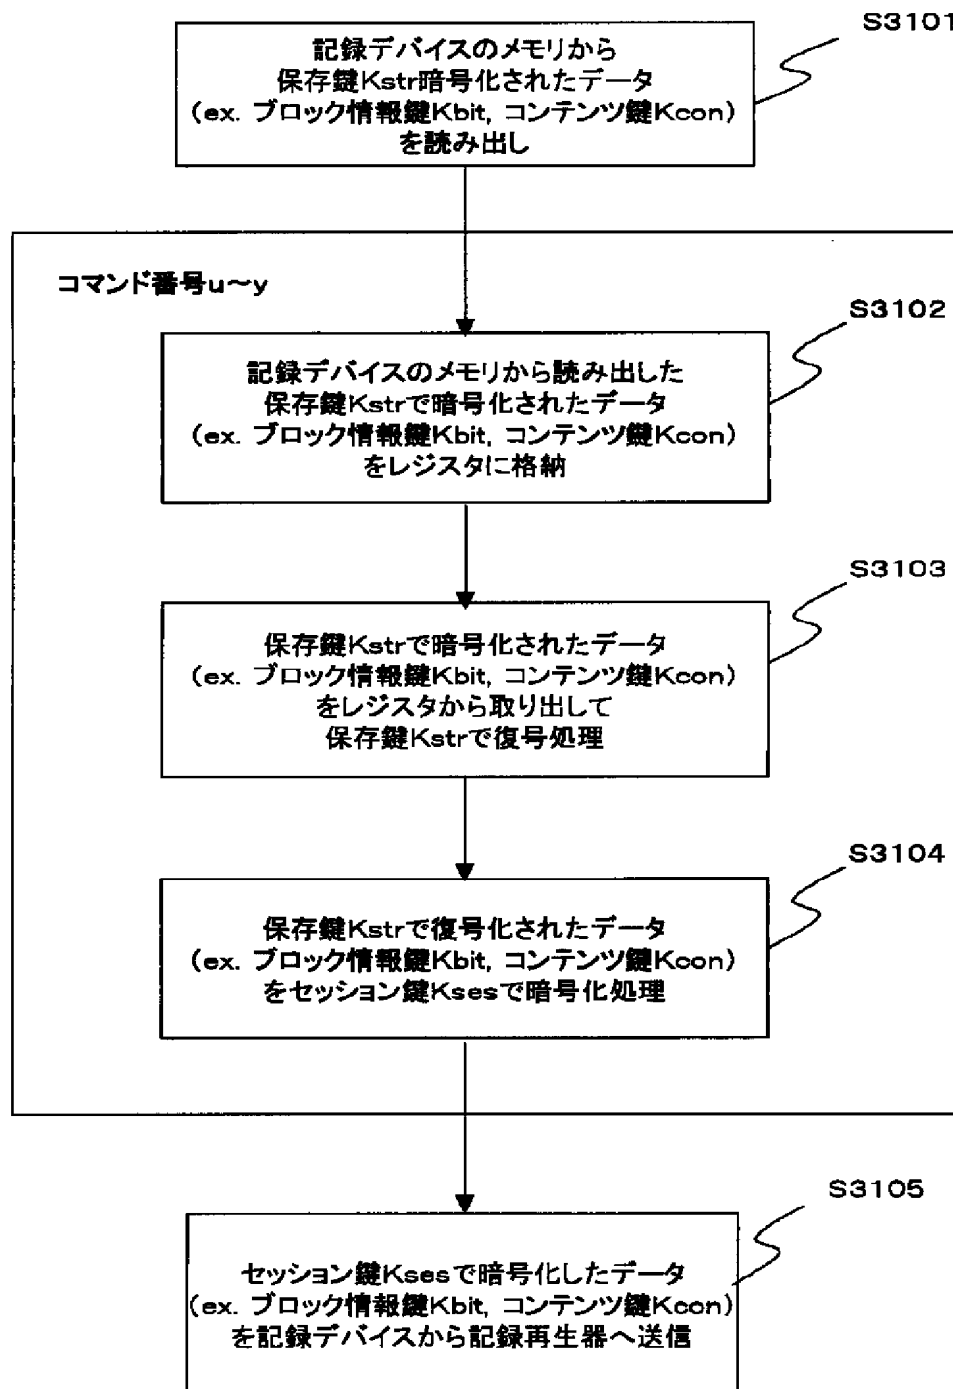 S3101
記録デバイスのメモリから
保存鍵Kstr暗号化されたデータ
(ex. ブロック情報鍵Kbit, コンテンツ鍵Kcon)
を読み出し
コマンド番号u~y
S3102
記録デバイスのメモリから読み出した
保存鍵Kstrで暗号化されたデータ
(ex. ブロック情報鍵Kbit, コンテンツ鍵Kcon)
をレジスタに格納
S3103
保存鍵Kstrで暗号化されたデータ
(ex. ブロック情報鍵Kbit, コンテンツ鍵Kcon)
をレジスタから取り出して
保存鍵Kstrで復号処理
S3104
保存鍵Kstrで復号化されたデータ
(ex. ブロック情報鍵Kbit, コンテンツ鍵Kcon)
をセッション鍵Ksesで暗号化処理
S3105
セッション鍵Ksesで暗号化したデータ
(ex. ブロック情報鍵Kbit, コンテンツ鍵Kcon)
を記録デバイスから記録再生器へ送信